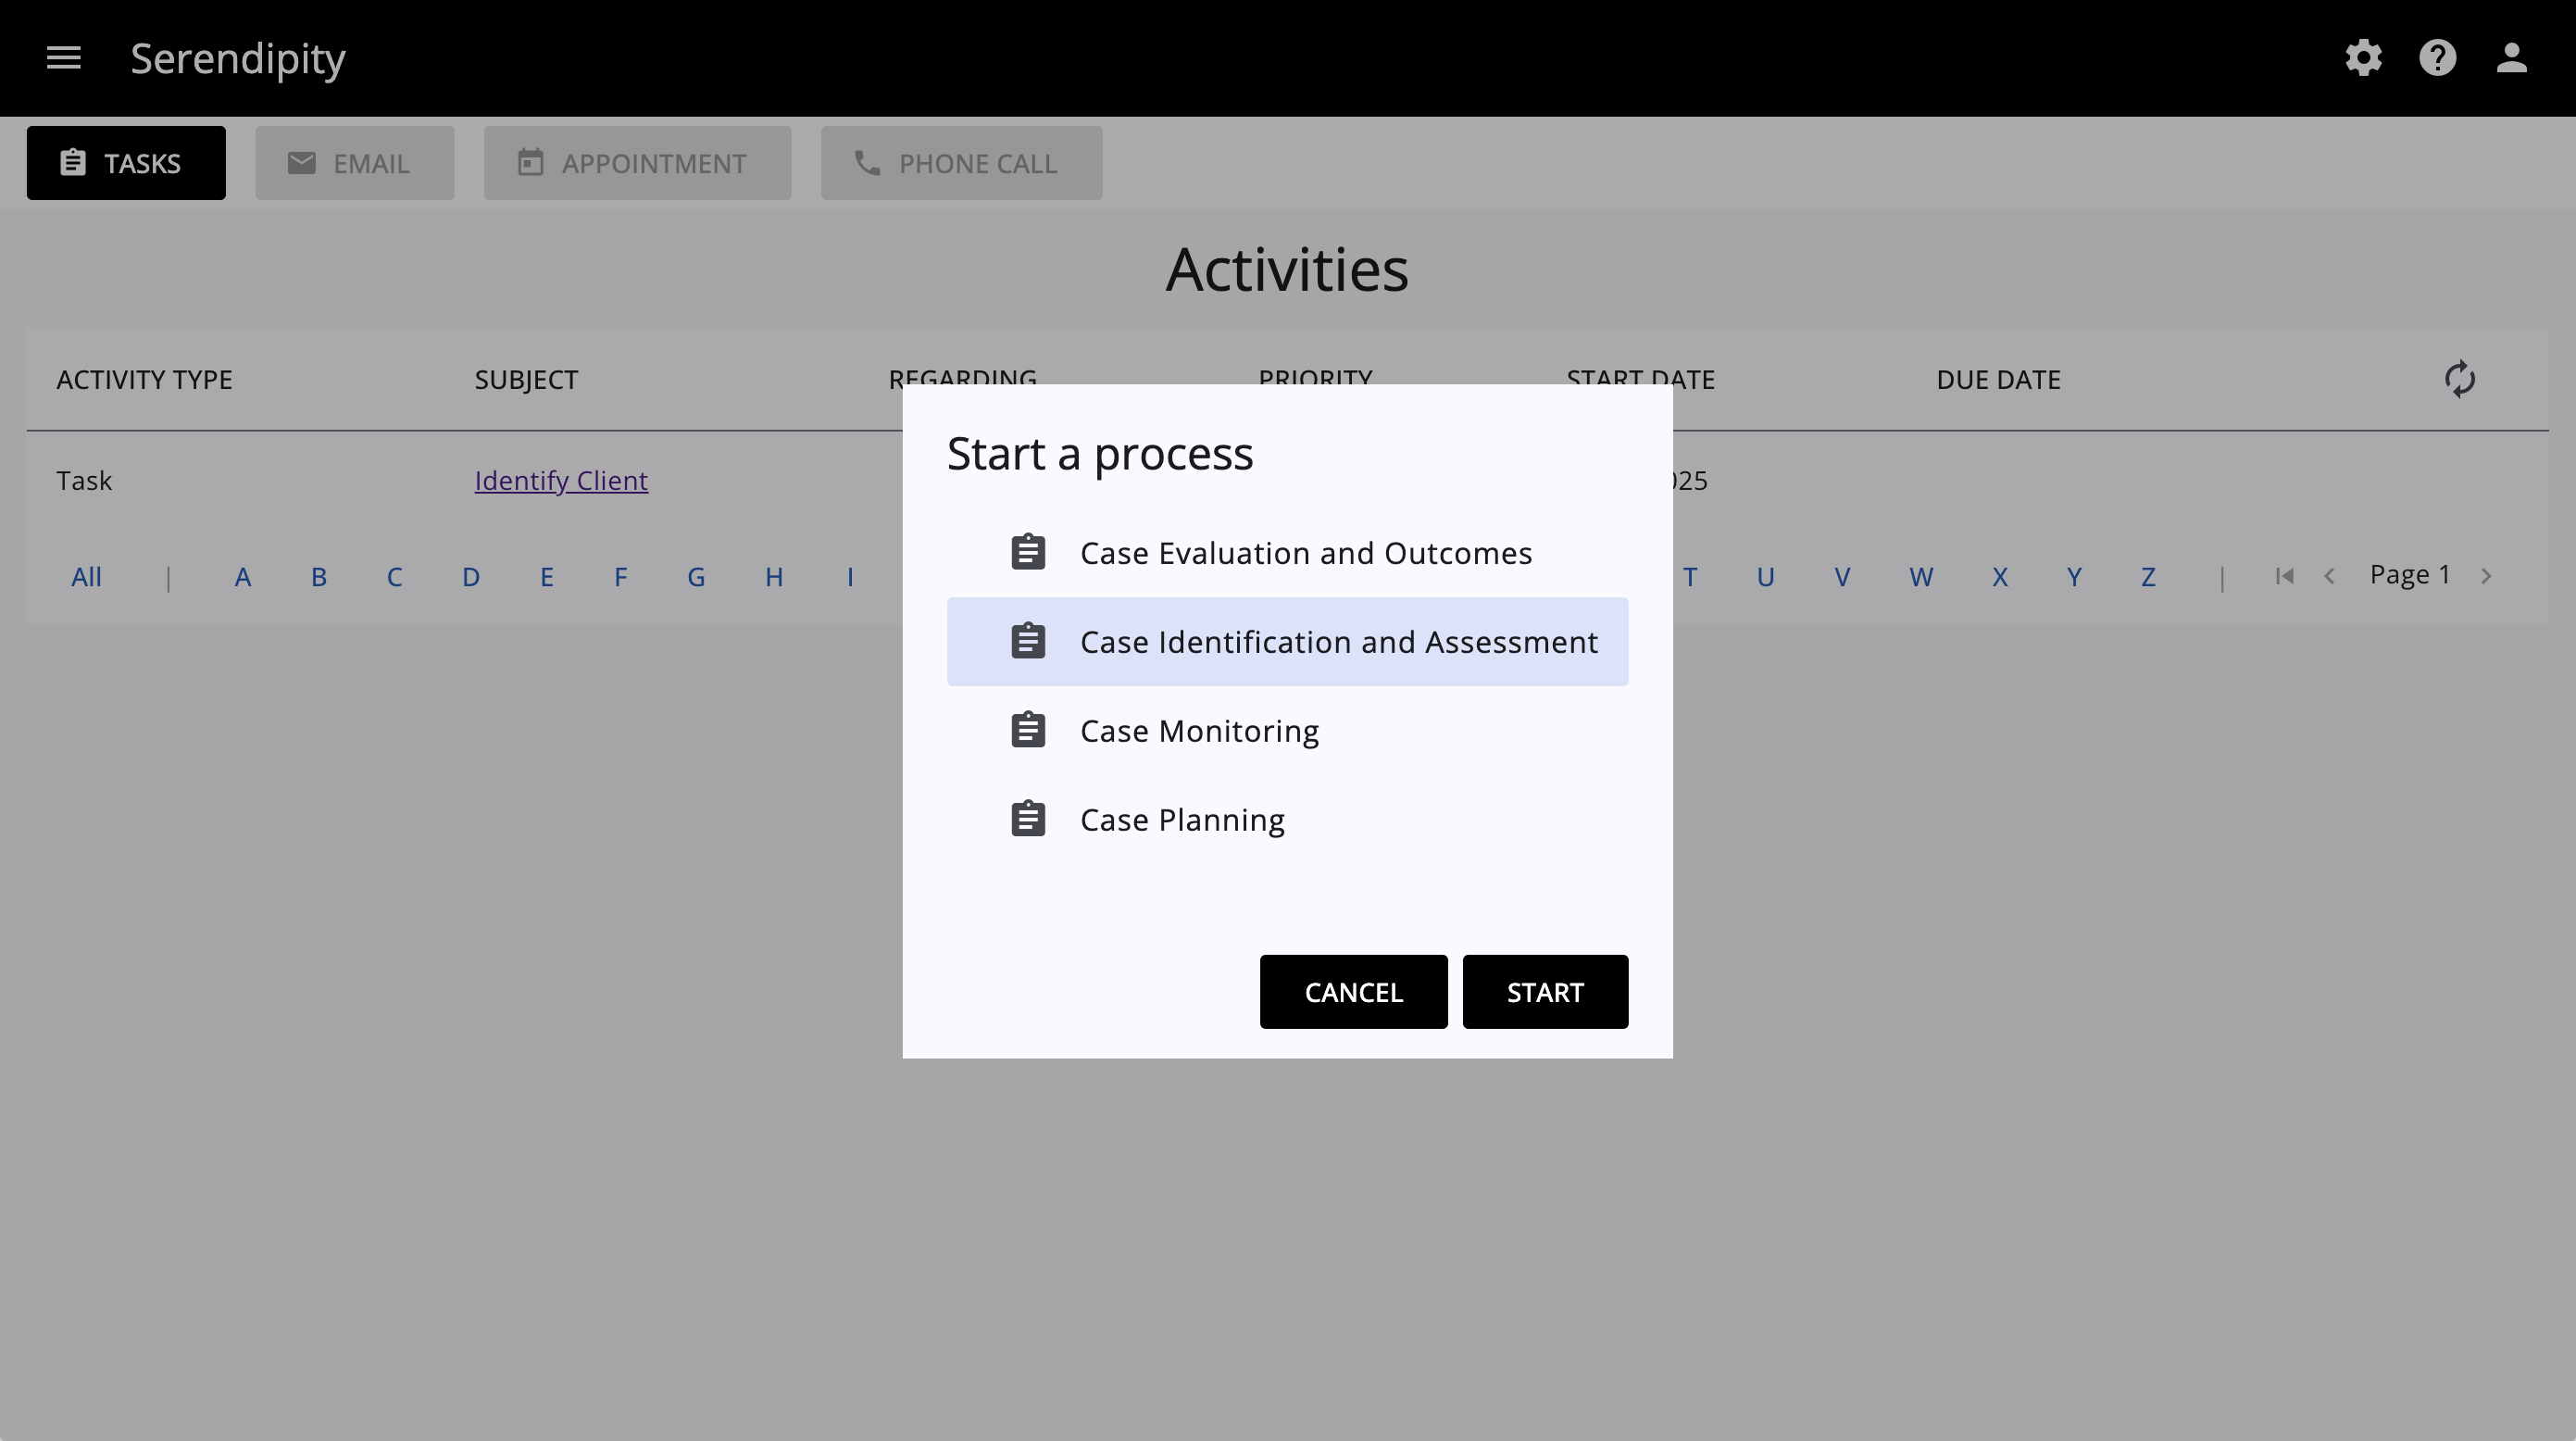 Serendipity
TASKS EMAIL APPOINTMENT PHONE CALL
Activities
ACTIVITY TYPE SUBJECT REGARDING PRIORITY START DATE DUE DATE
Start a process
Task Identify Client
Case Evaluation and Outcomes
All | A B C D E F G H I T U V W X Y Z | Page 1
Case Identification and Assessment
Case Monitoring
Case Planning
CANCEL START